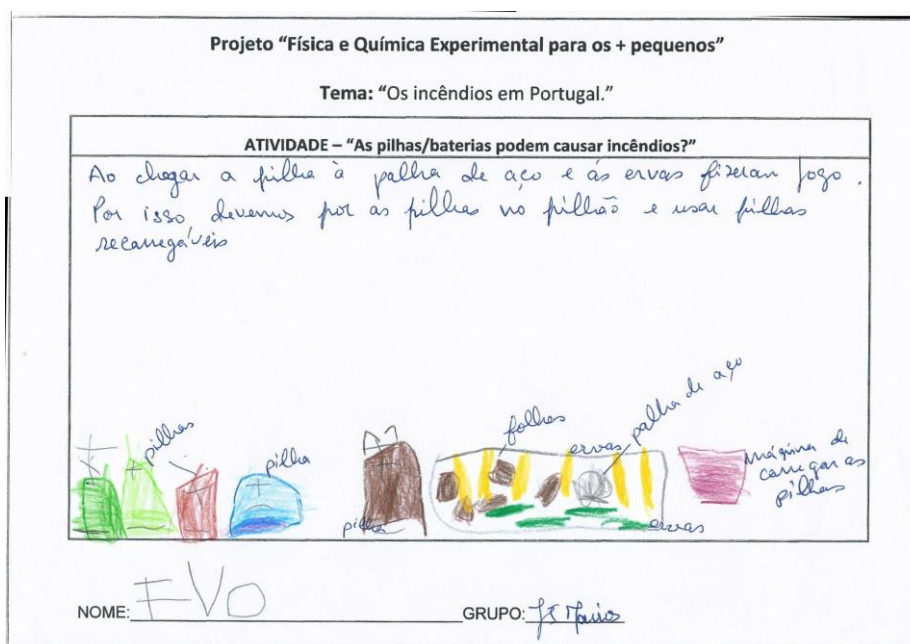 Projeto “Física e Química Experimental para os + pequenos”
Tema: “Os incêndios em Portugal.”
ATIVIDADE – “As pilhas/baterias podem causar incêndios?”
Ao chegar a pilha à palha de aço e ás ervas fizeram fogo.
Por isso devemos por as pilhas no pilhão e usar pilhas
recarregáveis
pilhas
pilha
pilha
folhas
ervas
palha de aço
ervas
máquina de
carregar as
pilhas
NOME: IVO
GRUPO: